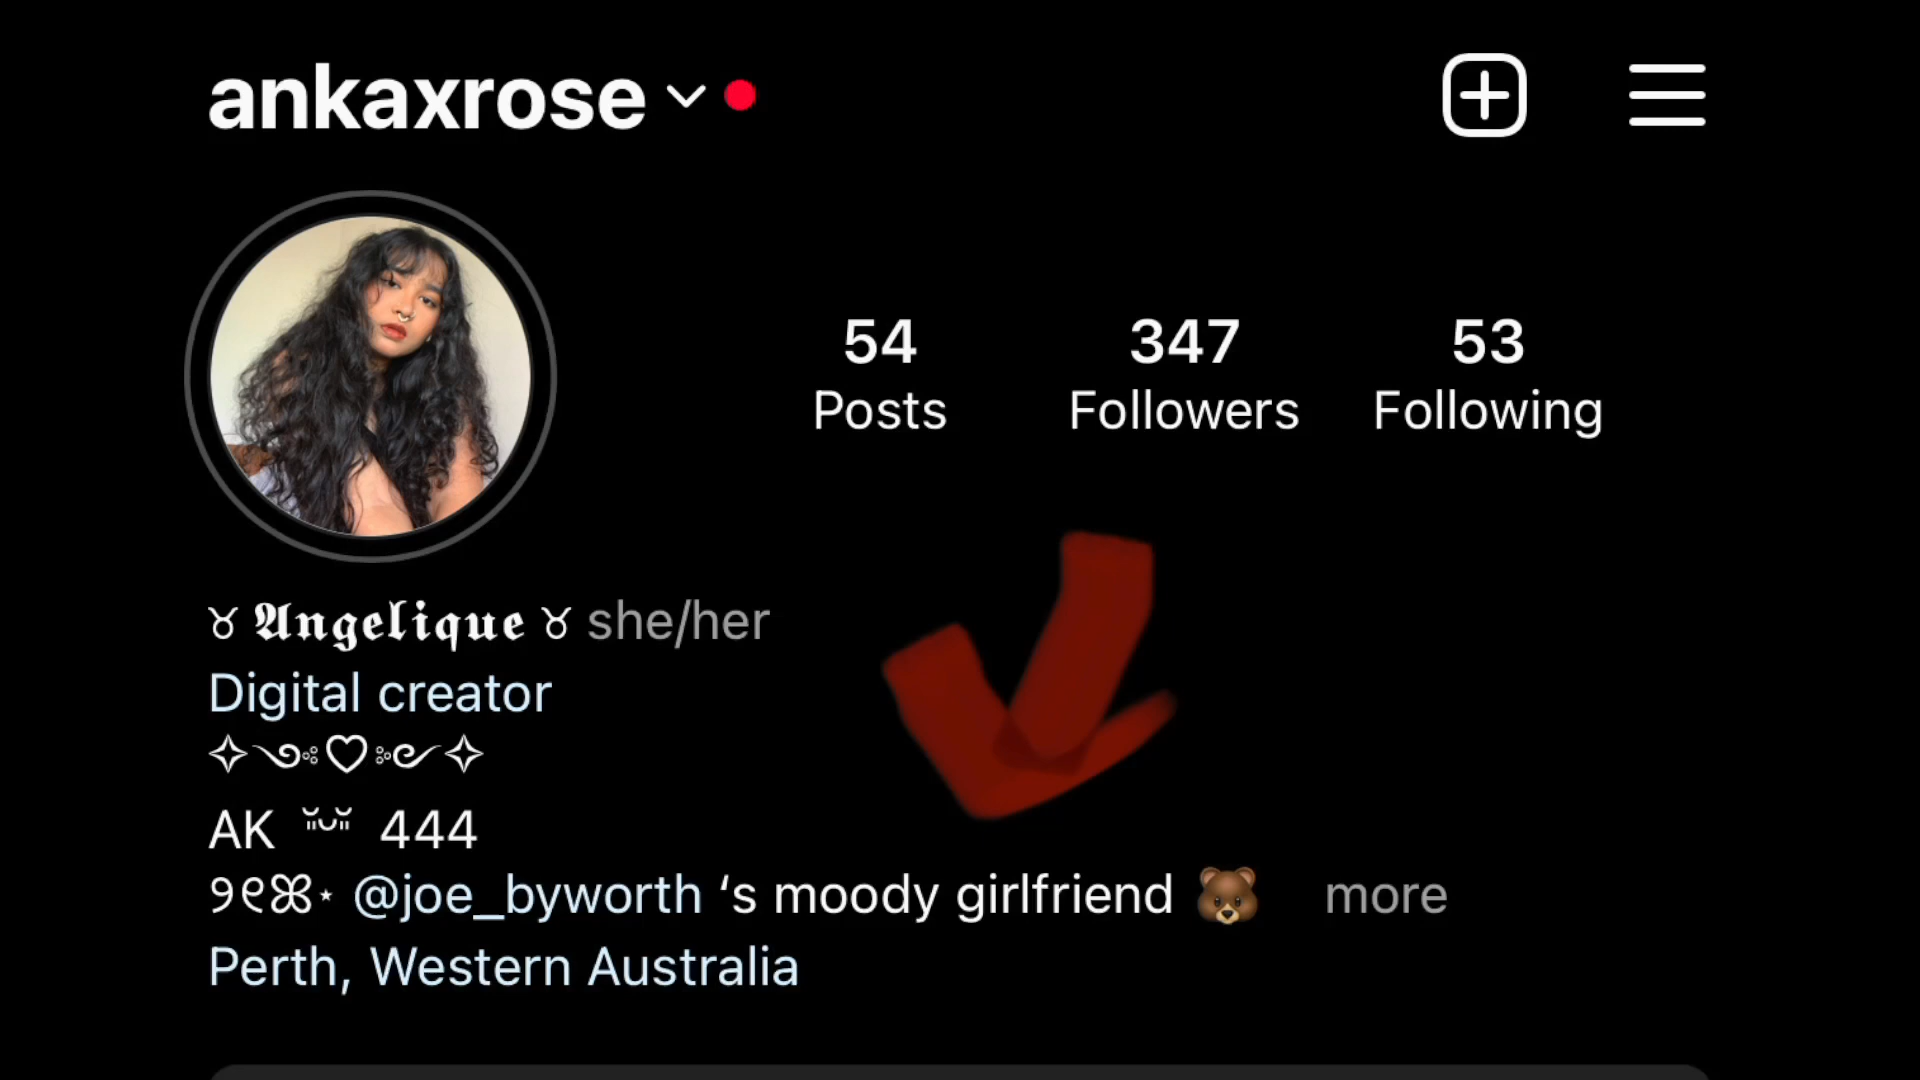 ankaxrose
54 347 53
Posts Followers Following
♉︎ 𝕬𝖓𝖌𝖊𝖑𝖎𝖖𝖚𝖊 ♉︎ she/her
Digital creator
✧༺♡༻✧
AK ᵕ̈ 444
୨୧ꕤ⋆ @joe_byworth ‘s moody girlfriend 🐻 more
Perth, Western Australia